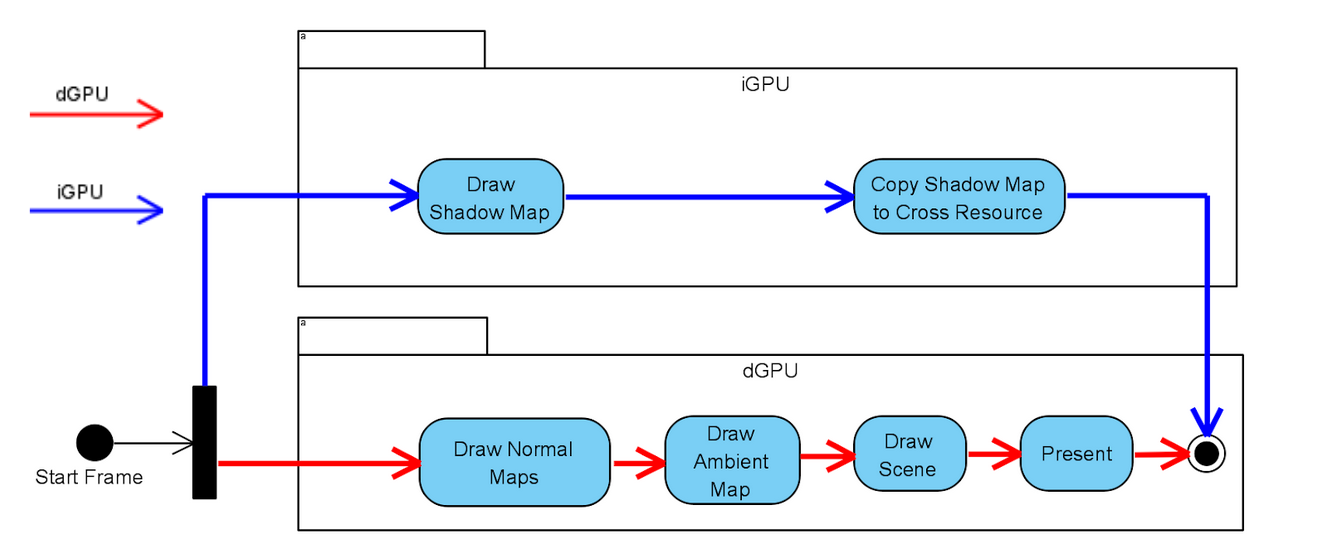 a
iGPU
dGPU
iGPU
Draw
Shadow Map
Copy Shadow Map
to Cross Resource
a
dGPU
Start Frame
Draw Normal
Maps
Draw
Ambient
Map
Draw
Scene
Present